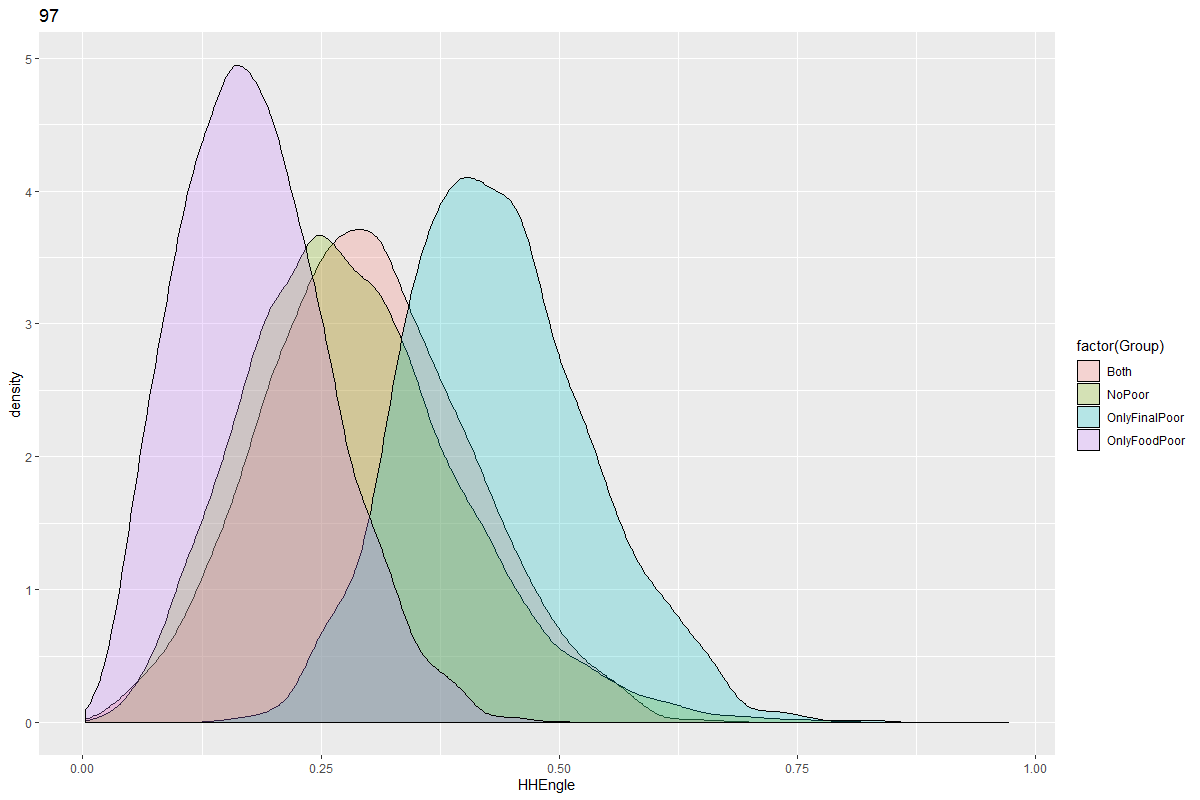 97
5
4
3
2
1
0
density
0.00
0.25
0.50
0.75
1.00
HHEngle
factor(Group)
Both
NoPoor
OnlyFinalPoor
OnlyFoodPoor